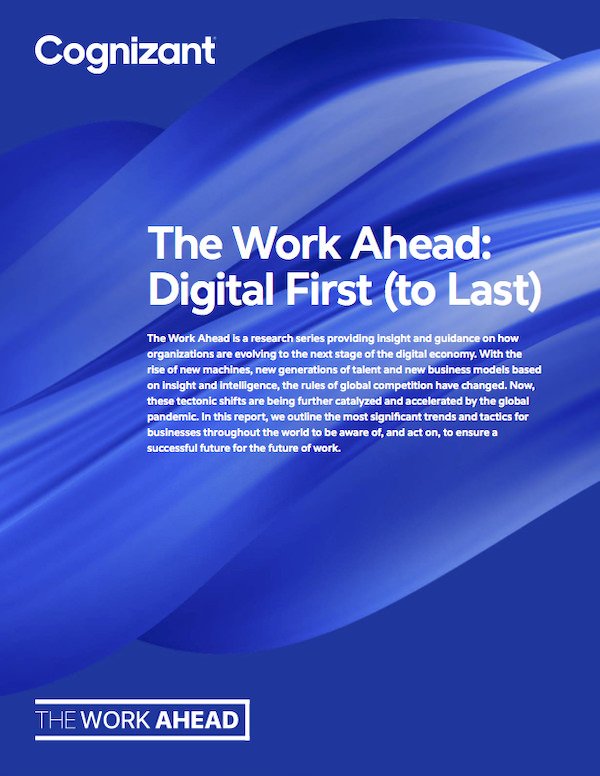 Cognizant
The Work Ahead:
Digital First (to Last)
The Work Ahead is a research series providing insight and guidance on how
organizations are evolving to the next stage of the digital economy. With the
rise of new machines, new generations of talent and new business models based
on insight and intelligence, the rules of global competition have changed. Now,
these tectonic shifts are being further catalyzed and accelerated by the global
pandemic. In this report, we outline the most significant trends and tactics for
businesses throughout the world to be aware of, and act on, to ensure a
successful future for the future of work.
THE WORK AHEAD